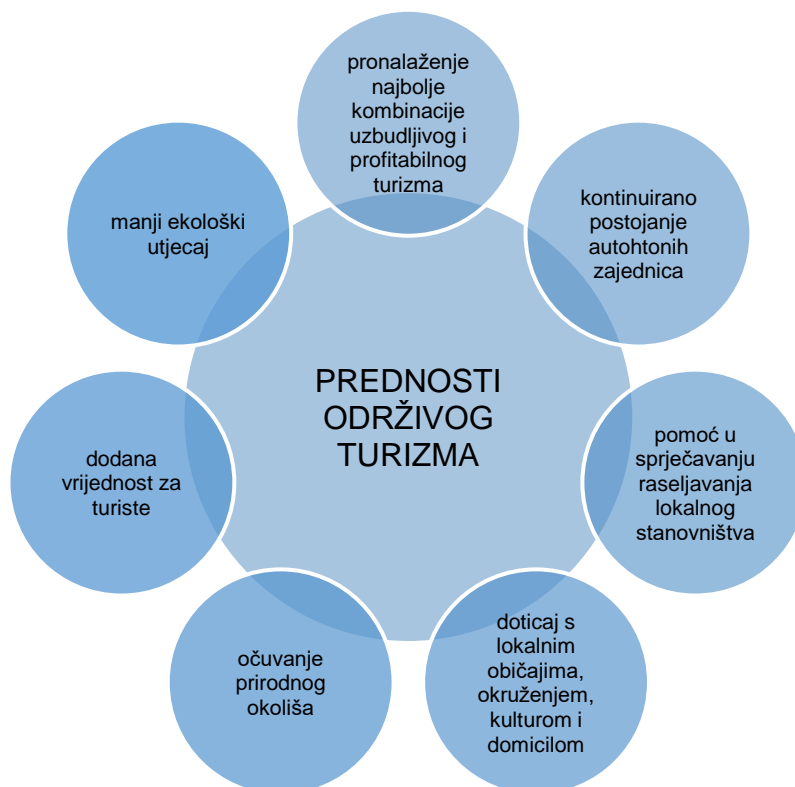 pronalaženje
najbolje
kombinacije
uzbudljivog i
profitabilnog
turizma
kontinuirano
postojanje
autohtonih
zajednica
pomoć u
sprječavanju
raseljavanja
lokalnog
stanovništva
doticaj s
lokalnim
običajima,
okruženjem,
kulturom i
domicilom
očuvanje
prirodnog
okoliša
dodana
vrijednost za
turiste
manji ekološki
utjecaj
PREDNOSTI
ODRŽIVOG
TURIZMA